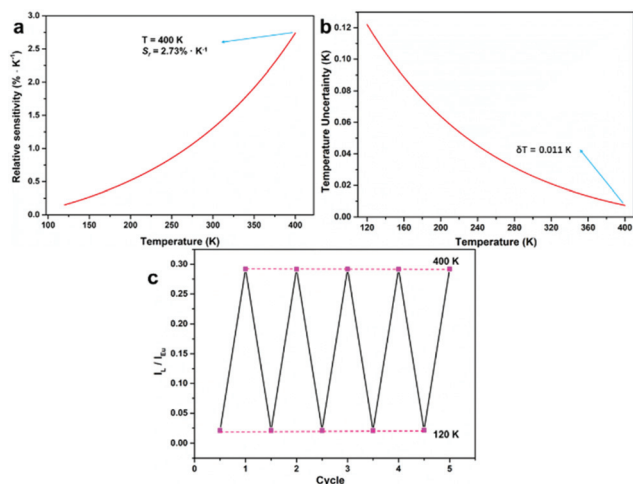 a
T = 400 K
Sr = 2.73% · K⁻¹
Relative sensitivity (% · K⁻¹)
3.0
2.5
2.0
1.5
1.0
0.5
0.0
100 150 200 250 300 350 400
Temperature (K)
b
δT = 0.011 K
Temperature Uncertainty (K)
0.12
0.10
0.08
0.06
0.04
0.02
0.00
120 160 200 240 280 320 360 400
Temperature (K)
c
400 K
120 K
I_L / I_Eu
0.30
0.25
0.20
0.15
0.10
0.05
0.00
0 1 2 3 4 5
Cycle